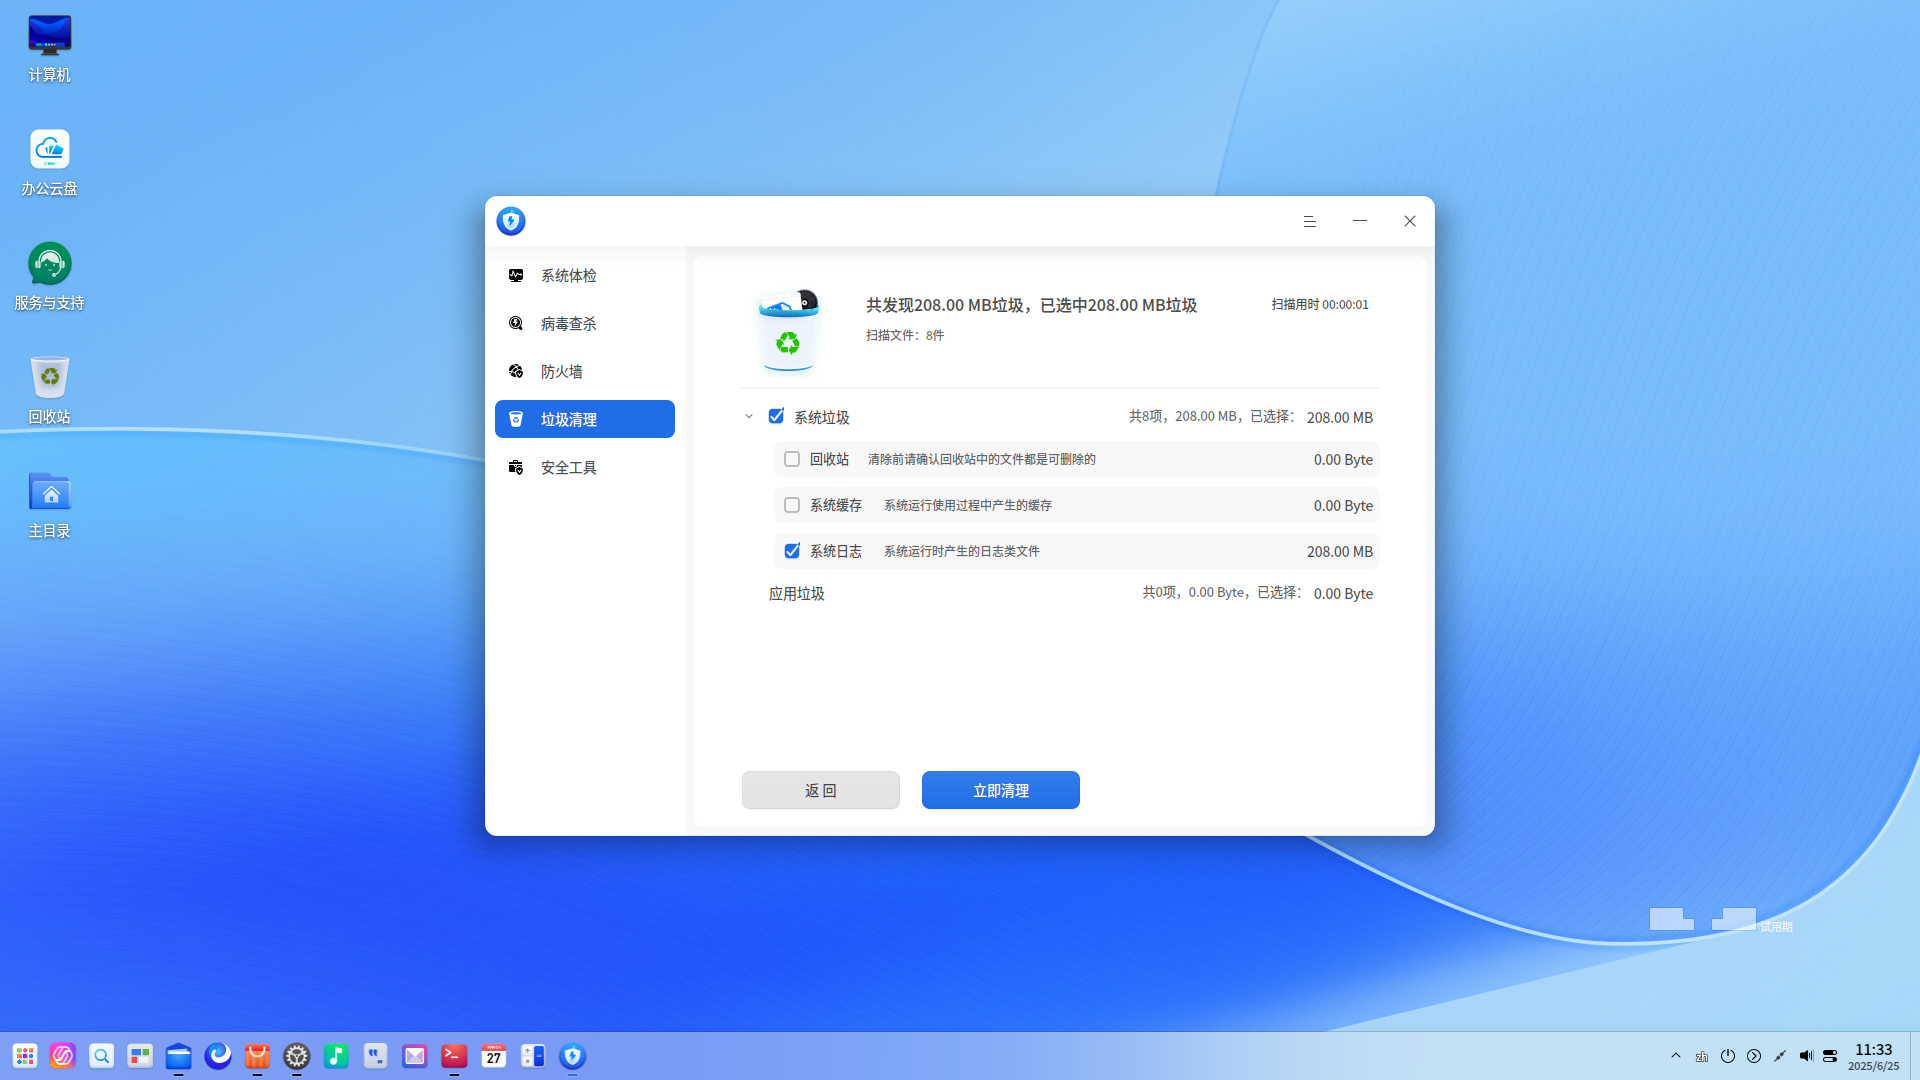 计算机
办公云盘
服务与支持
回收站
主目录
系统体检
病毒查杀
防火墙
垃圾清理
安全工具
共发现208.00 MB垃圾，已选中208.00 MB垃圾
扫描用时 00:00:01
扫描文件：8件
系统垃圾
共8项，208.00 MB，已选择： 208.00 MB
回收站 清除前请确认回收站中的文件都是可删除的 0.00 Byte
系统缓存 系统运行使用过程中产生的缓存 0.00 Byte
系统日志 系统运行时产生的日志类文件 208.00 MB
应用垃圾 共0项，0.00 Byte，已选择： 0.00 Byte
返 回
立即清理
试用期
27
zh
11:33
2025/6/25